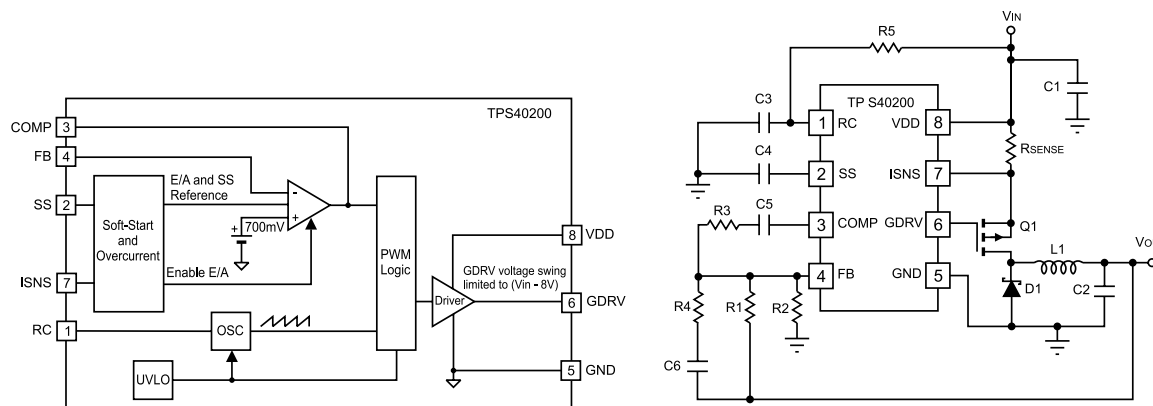 TPS40200
COMP 3
FB 4
SS 2
ISNS 7
RC 1
E/A and SS
Reference
Soft-Start
and
Overcurrent
Enable E/A
-
+
+
700mV
OSC
UVLO
PWM
Logic
Driver
GDRV voltage swing
limited to (Vin - 8V)
8 VDD
6 GDRV
5 GND
VIN
R5
C1
C3
TP S40200
1 RC
VDD 8
RSENSE
C4
2 SS
ISNS 7
R3
C5
3 COMP
GDRV 6
Q1
4 FB
GND 5
L1
VO
D1
C2
R4
R1
R2
C6